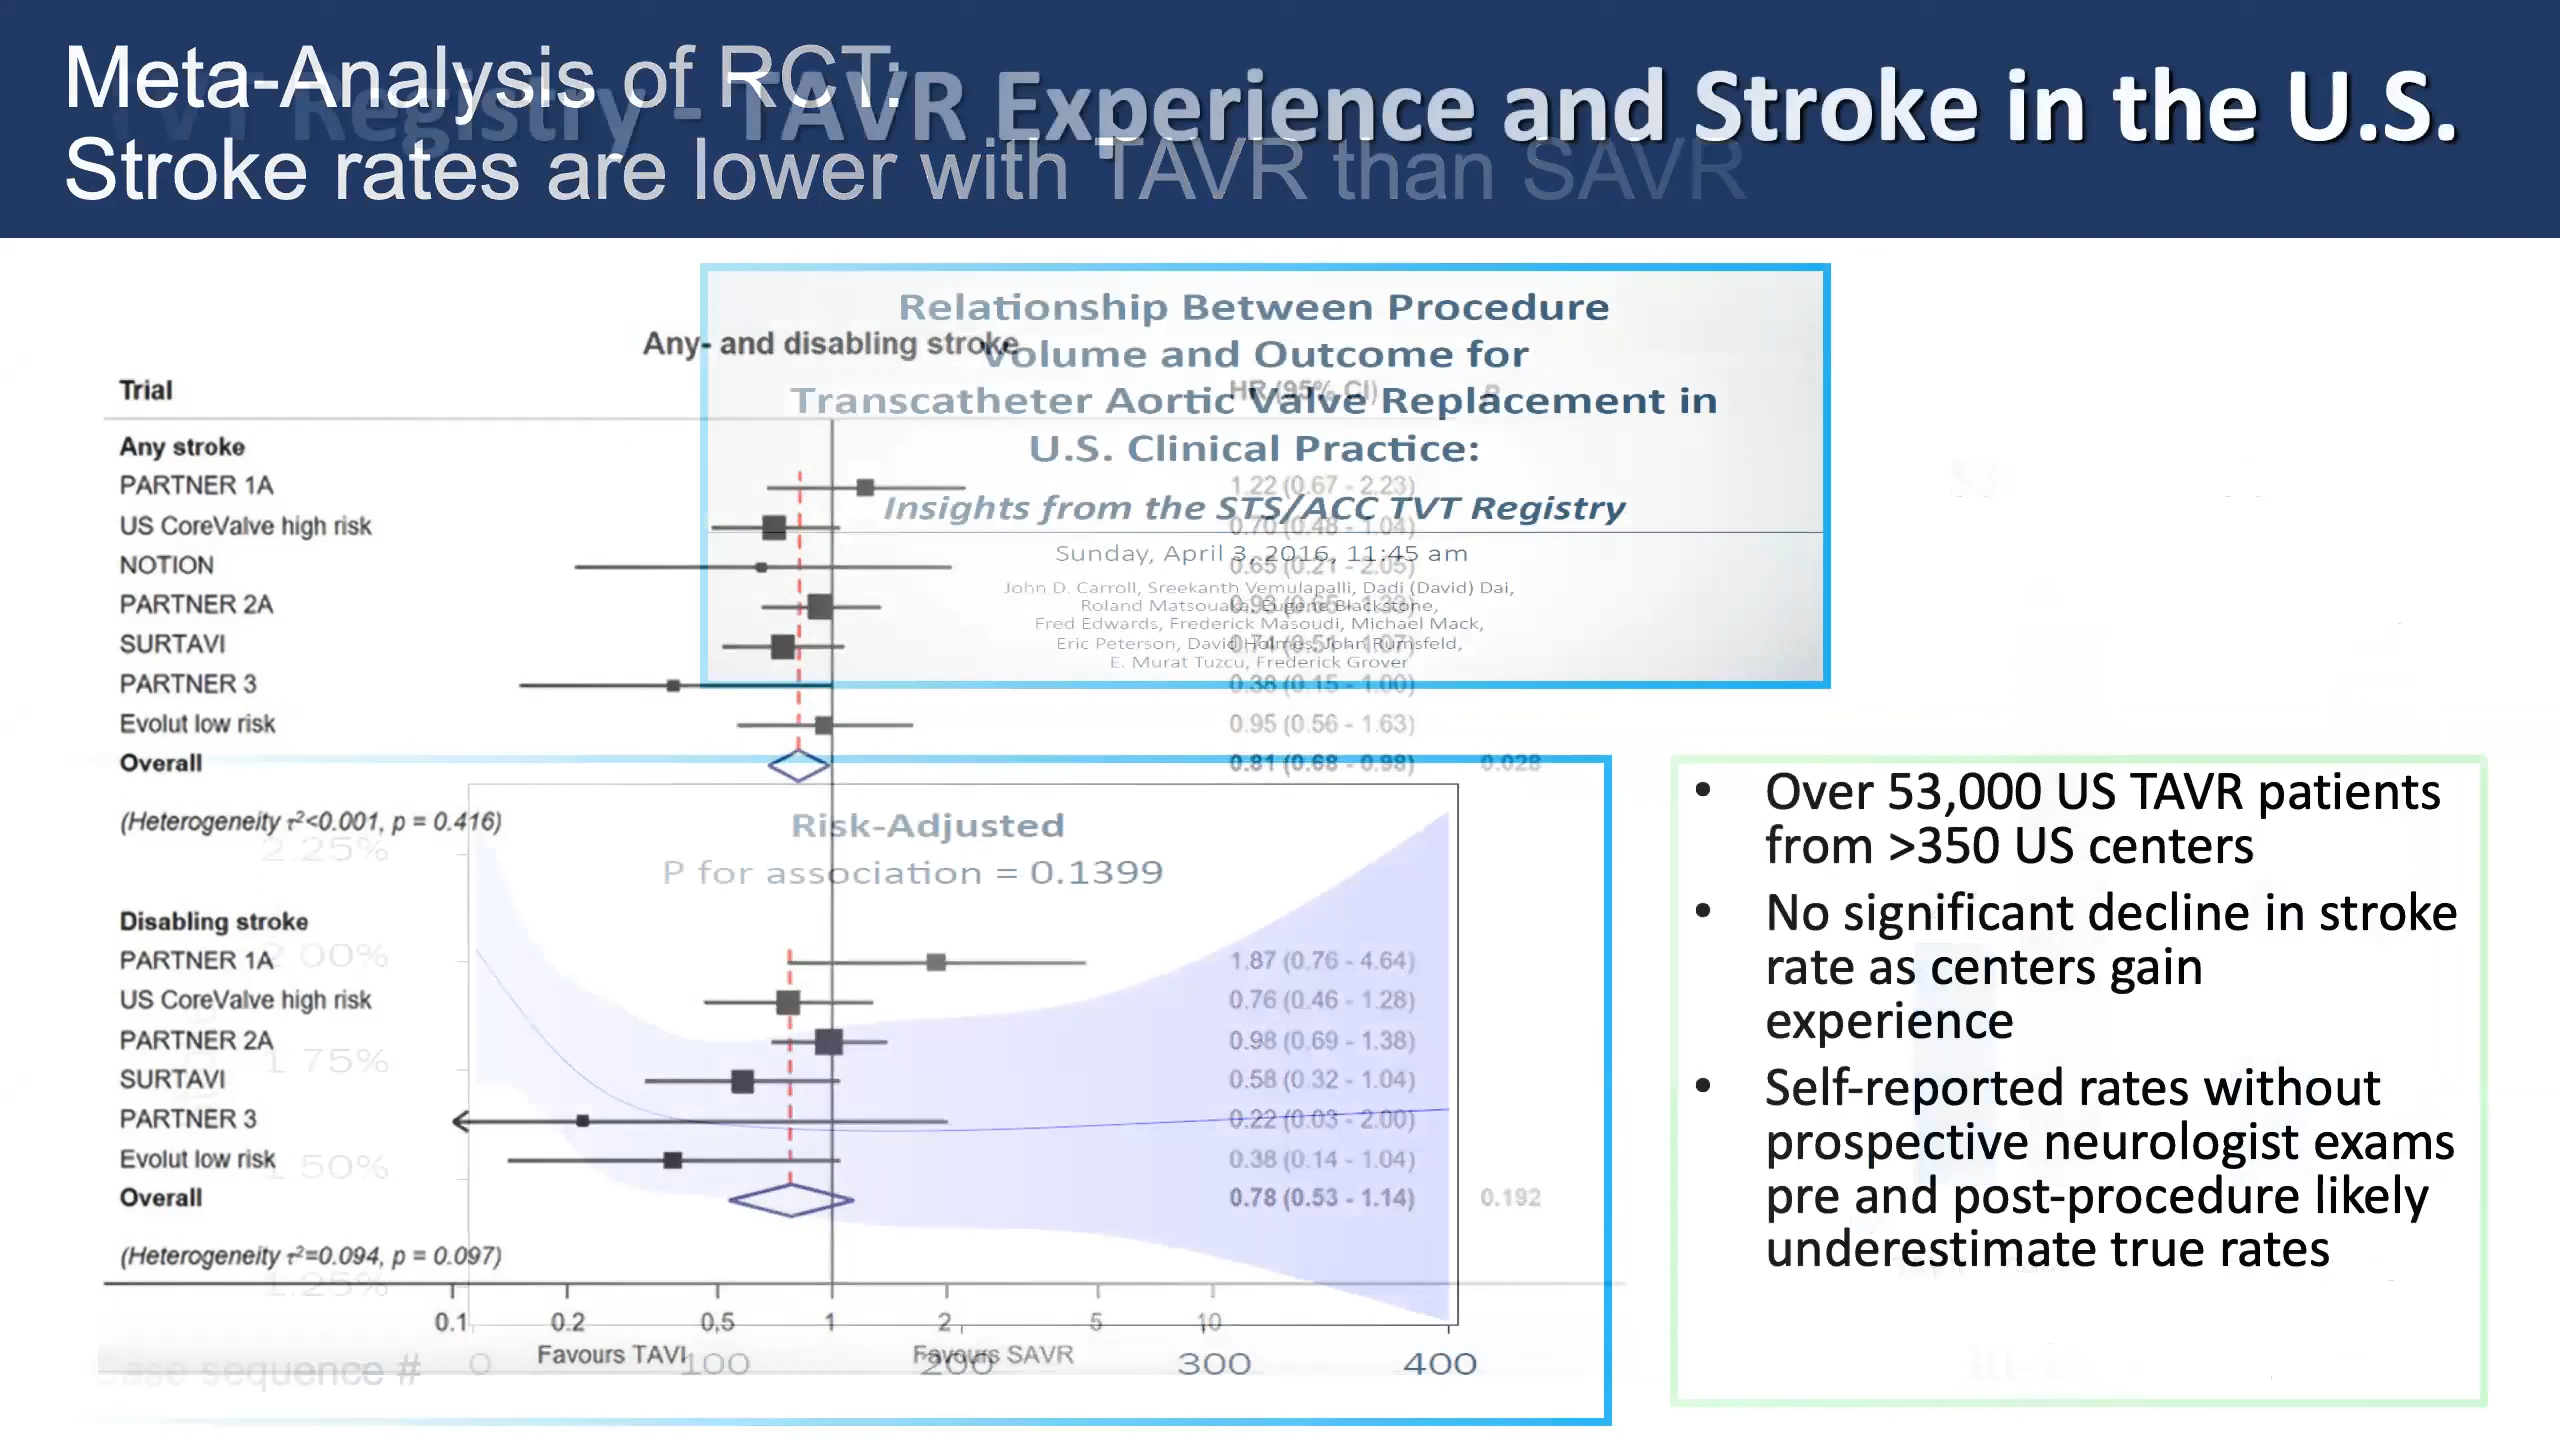 Meta-Analysis of RCT:
Stroke rates are lower with TAVR than SAVR
TVT Registry - TAVR Experience and Stroke in the U.S.
Relationship Between Procedure
Volume and Outcome for
Transcatheter Aortic Valve Replacement in
U.S. Clinical Practice:
Insights from the STS/ACC TVT Registry
Sunday, April 3, 2016, 11:45 am
John D. Carroll, Sreekanth Vemulapalli, Dadi (David) Dai,
Roland Matsouaka, Eugene Blackstone,
Fred Edwards, Frederick Masoudi, Michael Mack,
Eric Peterson, David Holmes, John Rumsfeld,
E. Murat Tuzcu, Frederick Grover
Any- and disabling stroke
Trial HR (95% CI) P
Any stroke
PARTNER 1A 1.22 (0.67 - 2.23)
US CoreValve high risk 0.70 (0.48 - 1.04)
NOTION 0.65 (0.21 - 2.05)
PARTNER 2A
SURTAVI
PARTNER 3 0.38 (0.15 - 1.00)
Evolut low risk 0.95 (0.56 - 1.63)
Overall 0.81 (0.68 - 0.98) 0.028
(Heterogeneity τ²<0.001, p = 0.416)
Disabling stroke
PARTNER 1A 1.87 (0.76 - 4.64)
US CoreValve high risk 0.76 (0.46 - 1.28)
PARTNER 2A 0.98 (0.69 - 1.38)
SURTAVI 0.58 (0.32 - 1.04)
PARTNER 3 0.22 (0.03 - 2.00)
Evolut low risk 0.38 (0.14 - 1.04)
Overall 0.78 (0.53 - 1.14) 0.192
(Heterogeneity τ²=0.094, p = 0.097)
0.1 0.2 0,5 1 2 5 10
Favours TAVI Favours SAVR
Risk-Adjusted
P for association = 0.1399
2.25%
2.00%
1.75%
1.50%
1.25%
Case sequence # 0 100 200 300 400
• Over 53,000 US TAVR patients
from >350 US centers
• No significant decline in stroke
rate as centers gain
experience
• Self-reported rates without
prospective neurologist exams
pre and post-procedure likely
underestimate true rates